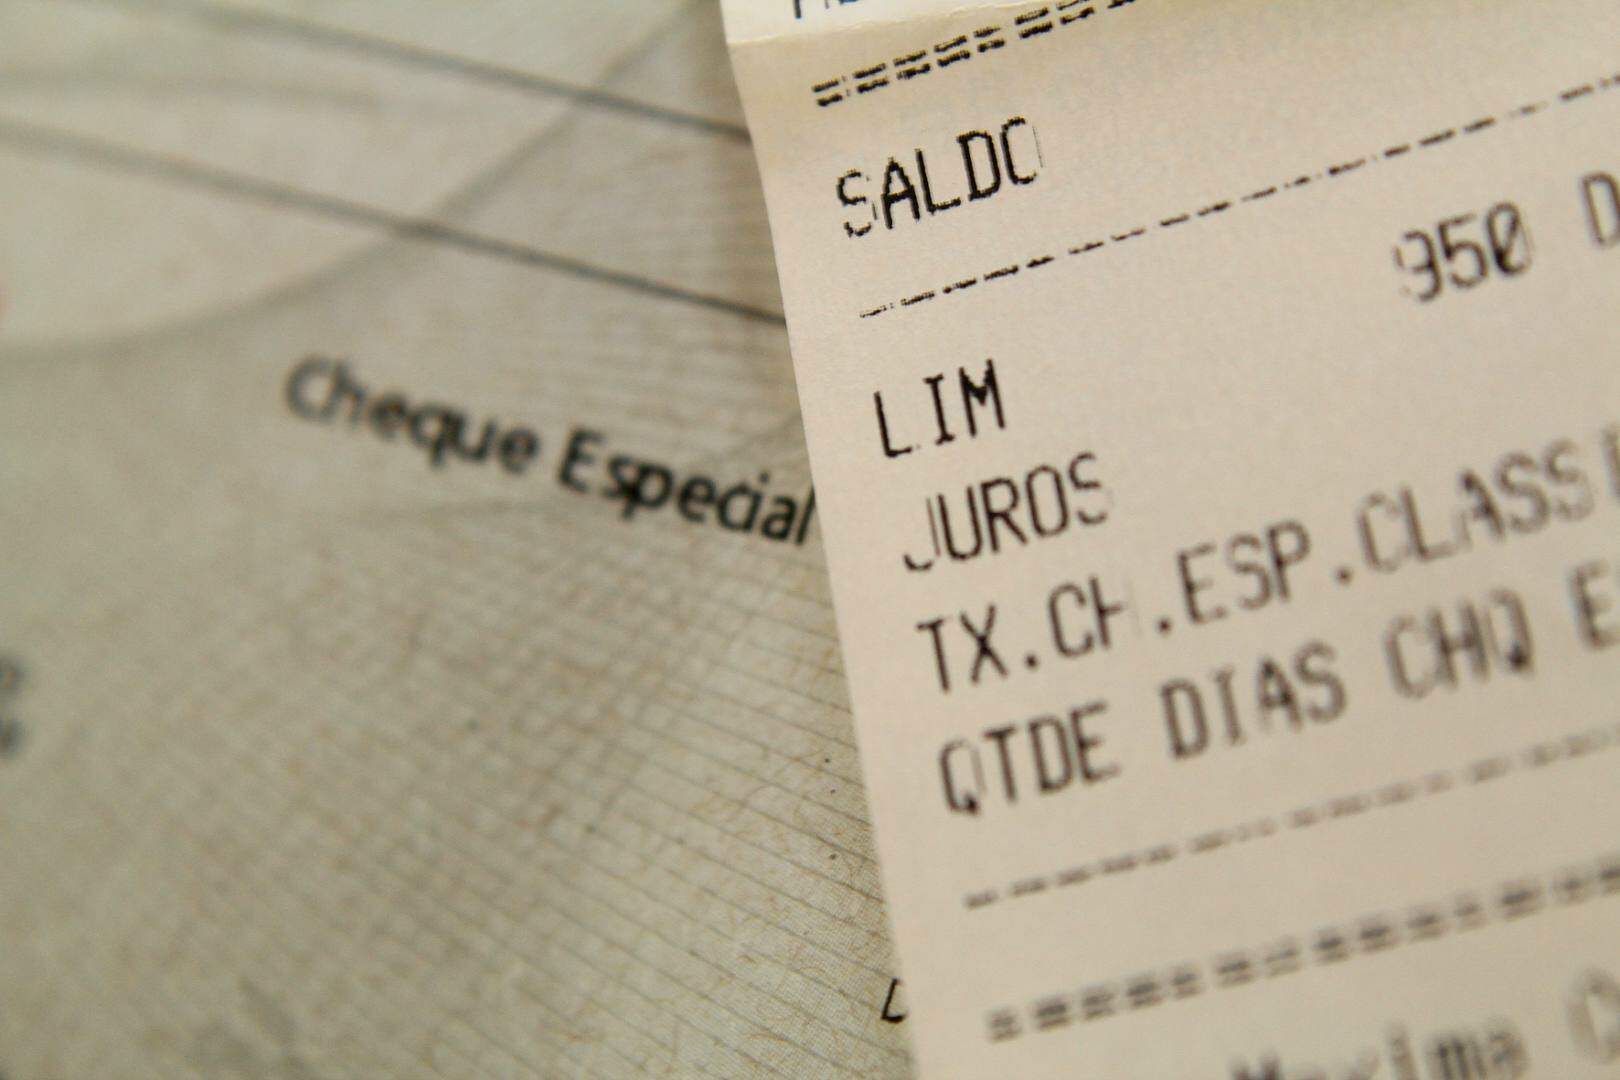 SALDO
950 D
LIM
JUROS
TX.CH.ESP.CLASS
QTDE DIAS CHQ E
Cheque Especial